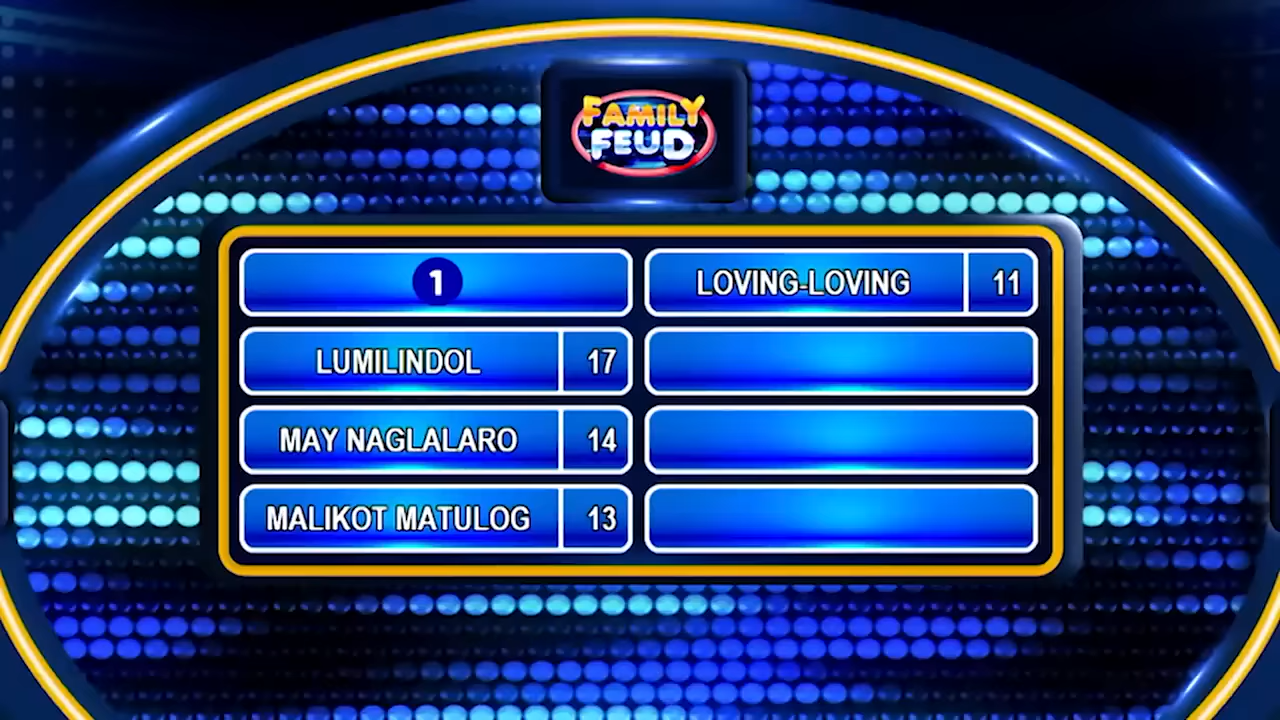 FAMILY
FEUD
1
LUMILINDOL 17
MAY NAGLALARO 14
MALIKOT MATULOG 13
LOVING-LOVING 11